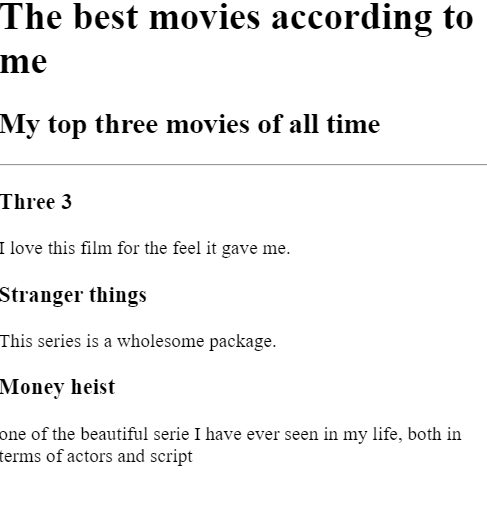 The best movies according to
me
My top three movies of all time
Three 3
I love this film for the feel it gave me.
Stranger things
This series is a wholesome package.
Money heist
one of the beautiful serie I have ever seen in my life, both in
terms of actors and script